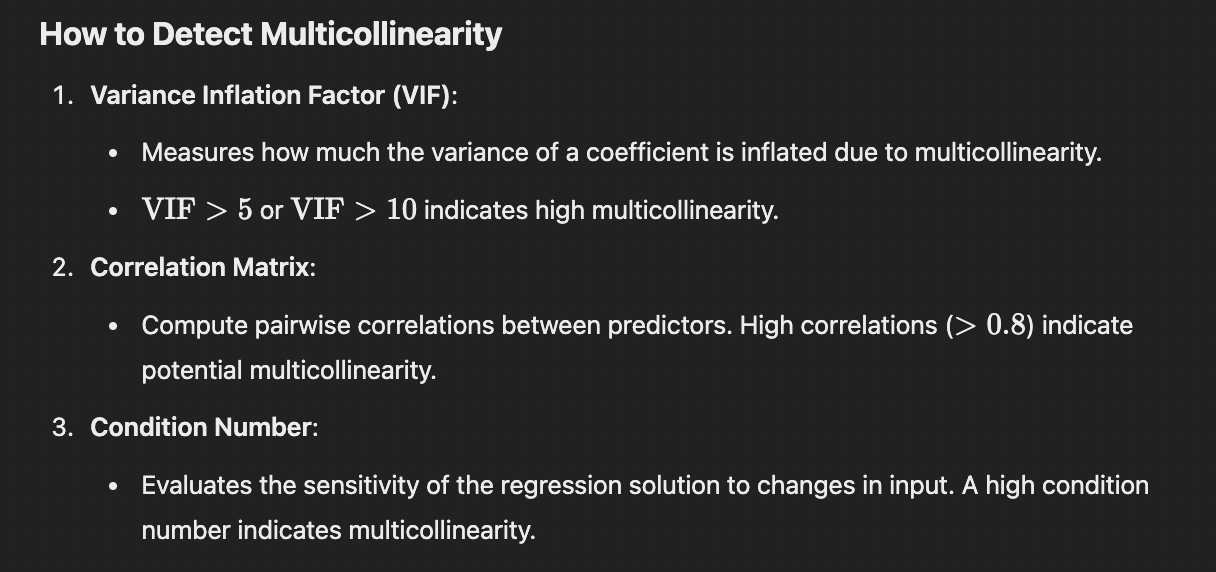 How to Detect Multicollinearity
1. Variance Inflation Factor (VIF):
• Measures how much the variance of a coefficient is inflated due to multicollinearity.
• VIF > 5 or VIF > 10 indicates high multicollinearity.
2. Correlation Matrix:
• Compute pairwise correlations between predictors. High correlations (> 0.8) indicate
potential multicollinearity.
3. Condition Number:
• Evaluates the sensitivity of the regression solution to changes in input. A high condition
number indicates multicollinearity.